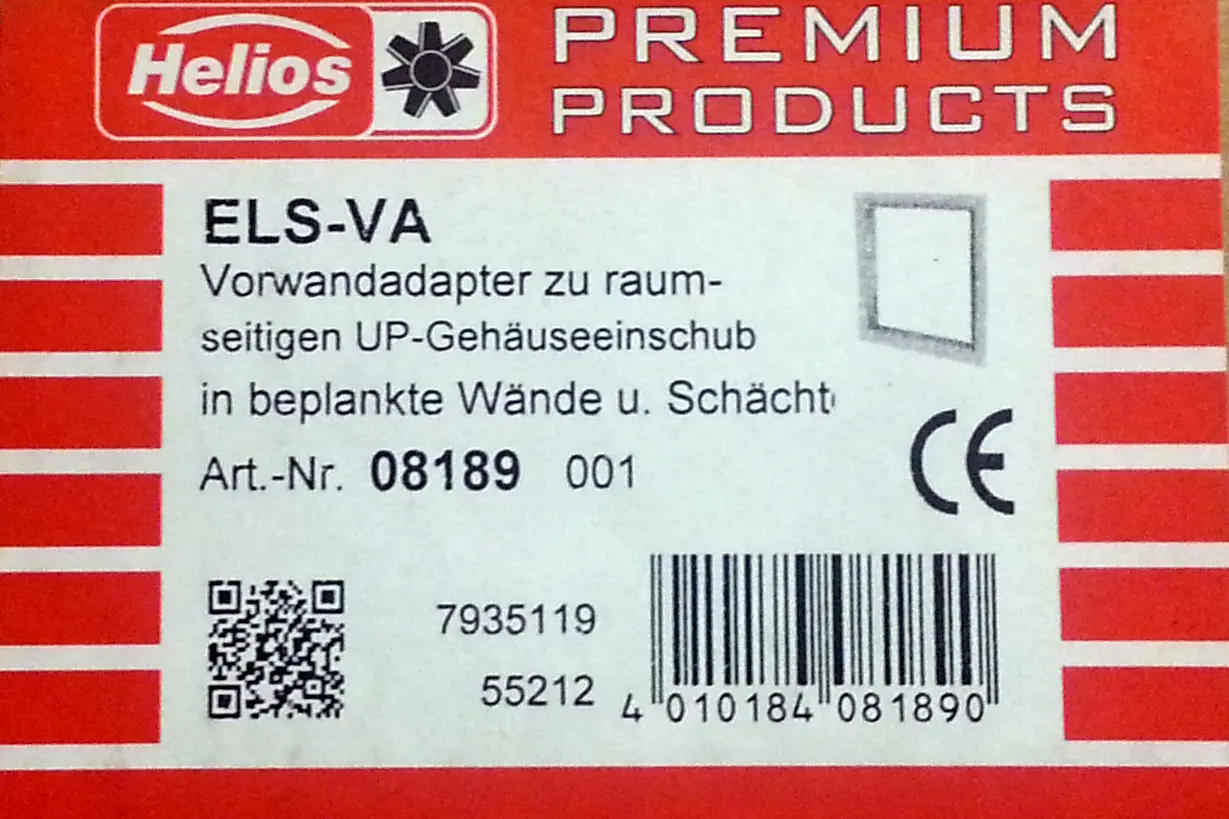 Helios
PREMIUM
PRODUCTS
ELS-VA
Vorwandadapter zu raum-
seitigen UP-Gehäuseeinschub
in beplankte Wände u. Schächt
Art.-Nr. 08189 001
CE
7935119
55212
4 010184 081890